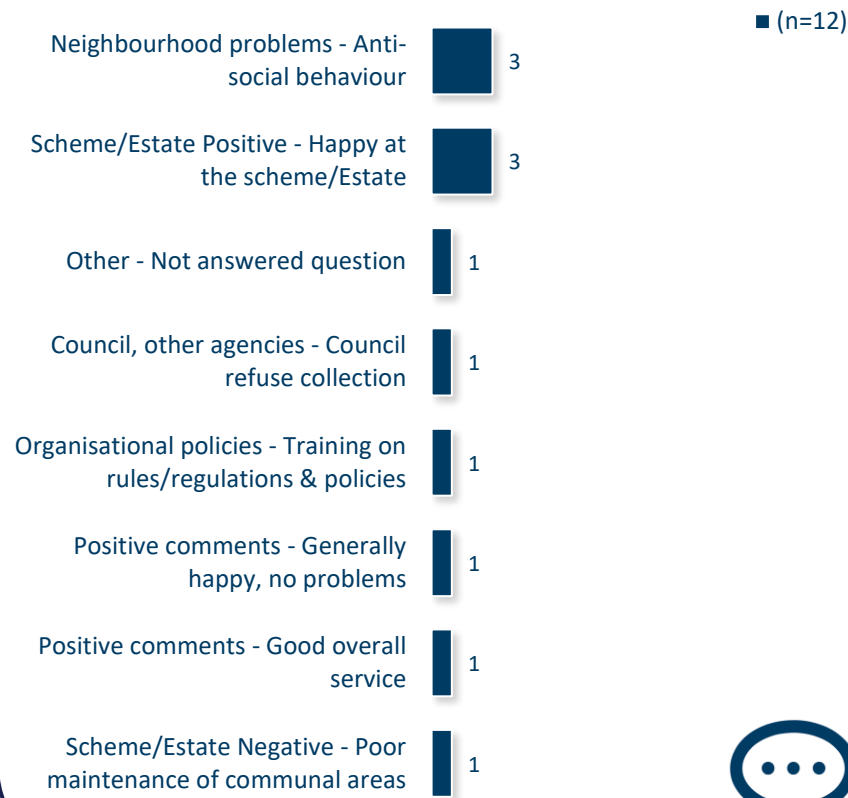 (n=12)
Neighbourhood problems - Anti-
social behaviour
3
Scheme/Estate Positive - Happy at
the scheme/Estate
3
Other - Not answered question
1
Council, other agencies - Council
refuse collection
1
Organisational policies - Training on
rules/regulations & policies
1
Positive comments - Generally
happy, no problems
1
Positive comments - Good overall
service
1
Scheme/Estate Negative - Poor
maintenance of communal areas
1